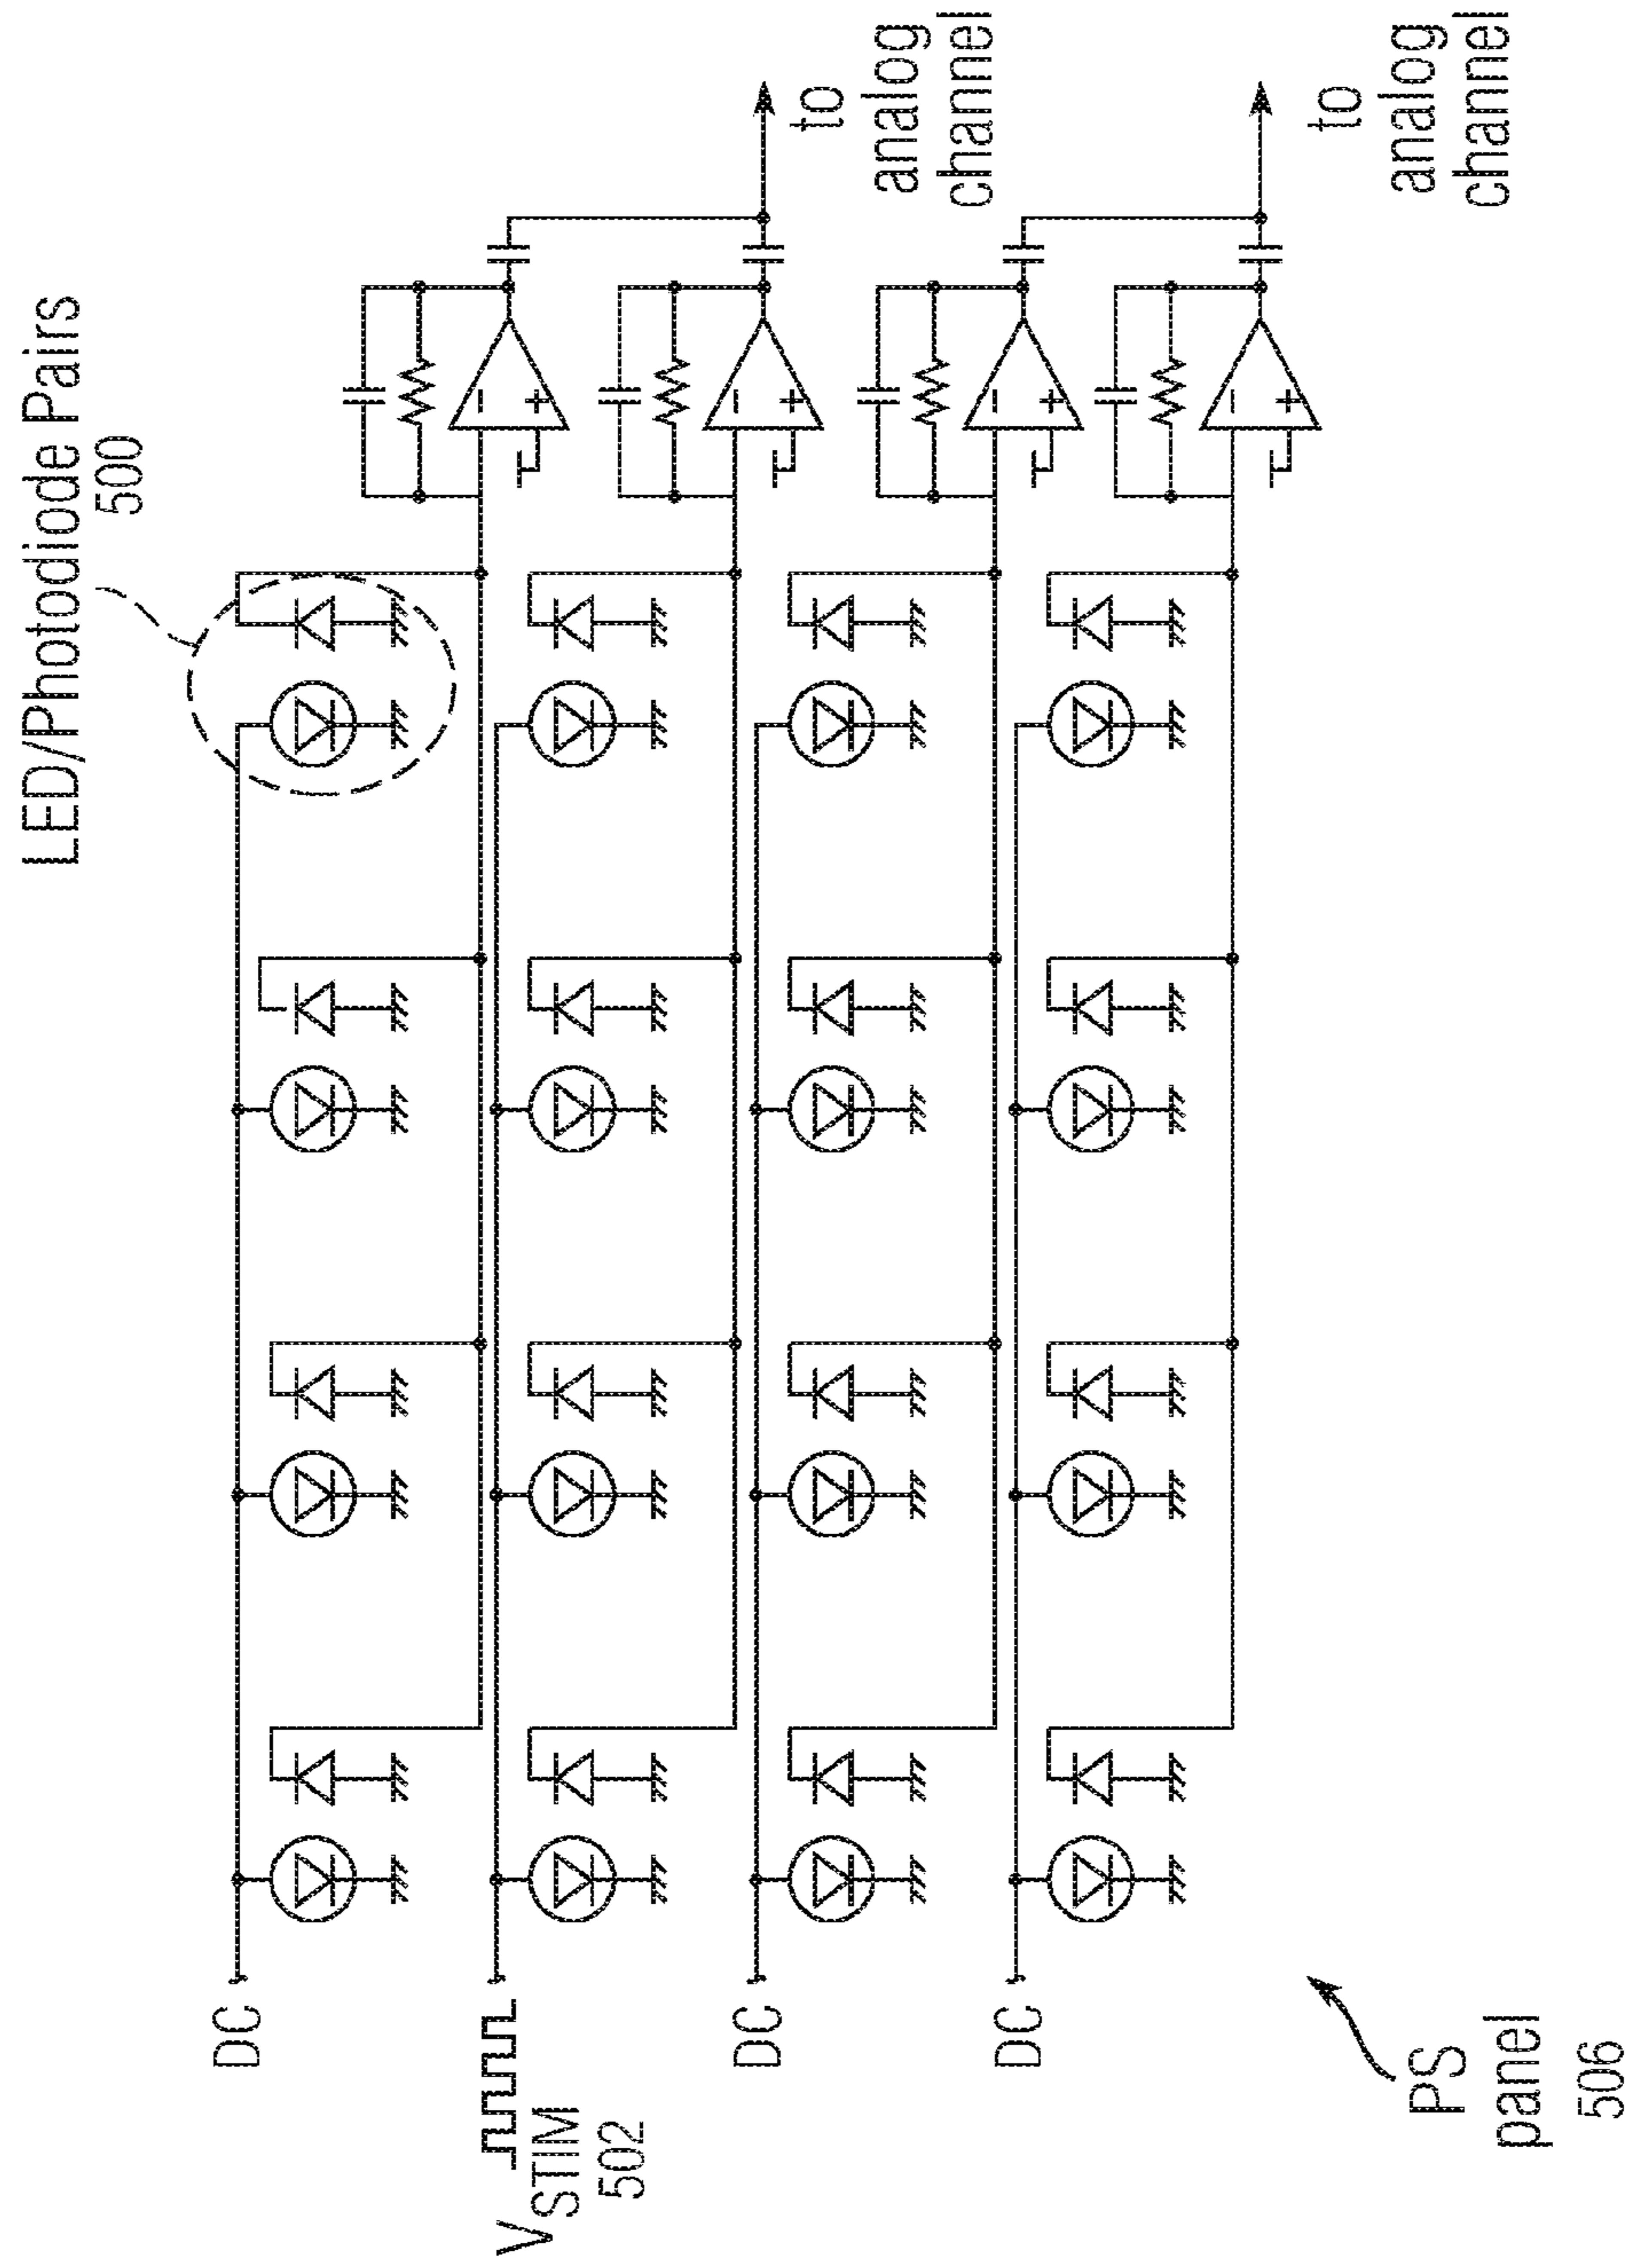 LED/Photodiode Pairs
500
to
analog
channel
to
analog
channel
DC
VSTIM
502
DC
DC
PS
panel
506